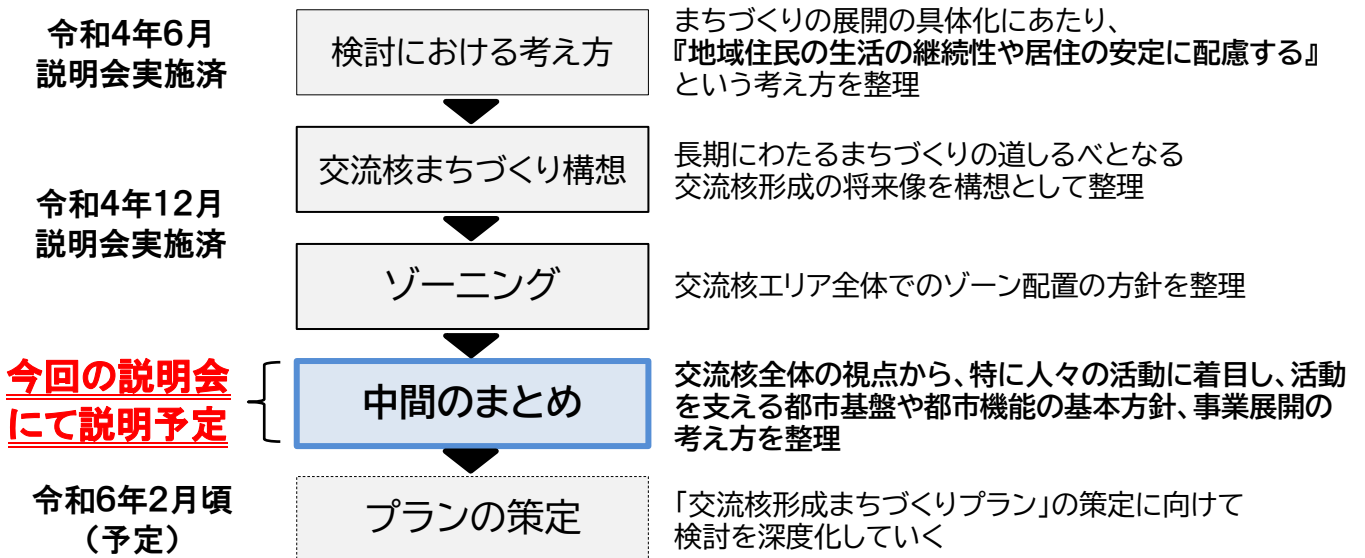 令和4年6月
説明会実施済
検討における考え方
まちづくりの展開の具体化にあたり、
『地域住民の生活の継続性や居住の安定に配慮する』
という考え方を整理
令和4年12月
説明会実施済
交流核まちづくり構想
長期にわたるまちづくりの道しるべとなる
交流核形成の将来像を構想として整理
ゾーニング
交流核エリア全体でのゾーン配置の方針を整理
今回の説明会
にて説明予定
中間のまとめ
交流核全体の視点から、特に人々の活動に着目し、活動
を支える都市基盤や都市機能の基本方針、事業展開の
考え方を整理
令和6年2月頃
（予定）
プランの策定
「交流核形成まちづくりプラン」の策定に向けて
検討を深度化していく